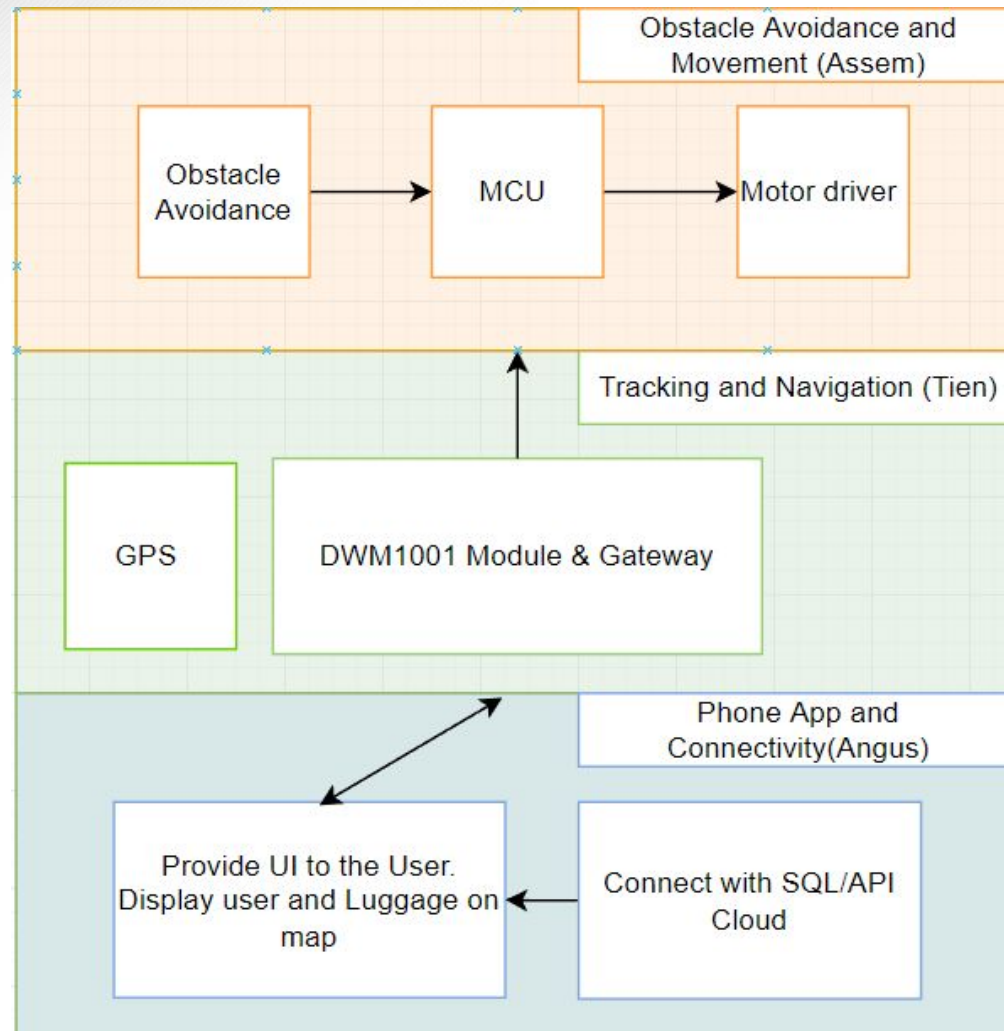 Obstacle Avoidance and
Movement (Assem)
Obstacle
Avoidance
MCU
Motor driver
Tracking and Navigation (Tien)
GPS
DWM1001 Module & Gateway
Phone App and
Connectivity(Angus)
Provide UI to the User.
Display user and Luggage on
map
Connect with SQL/API
Cloud